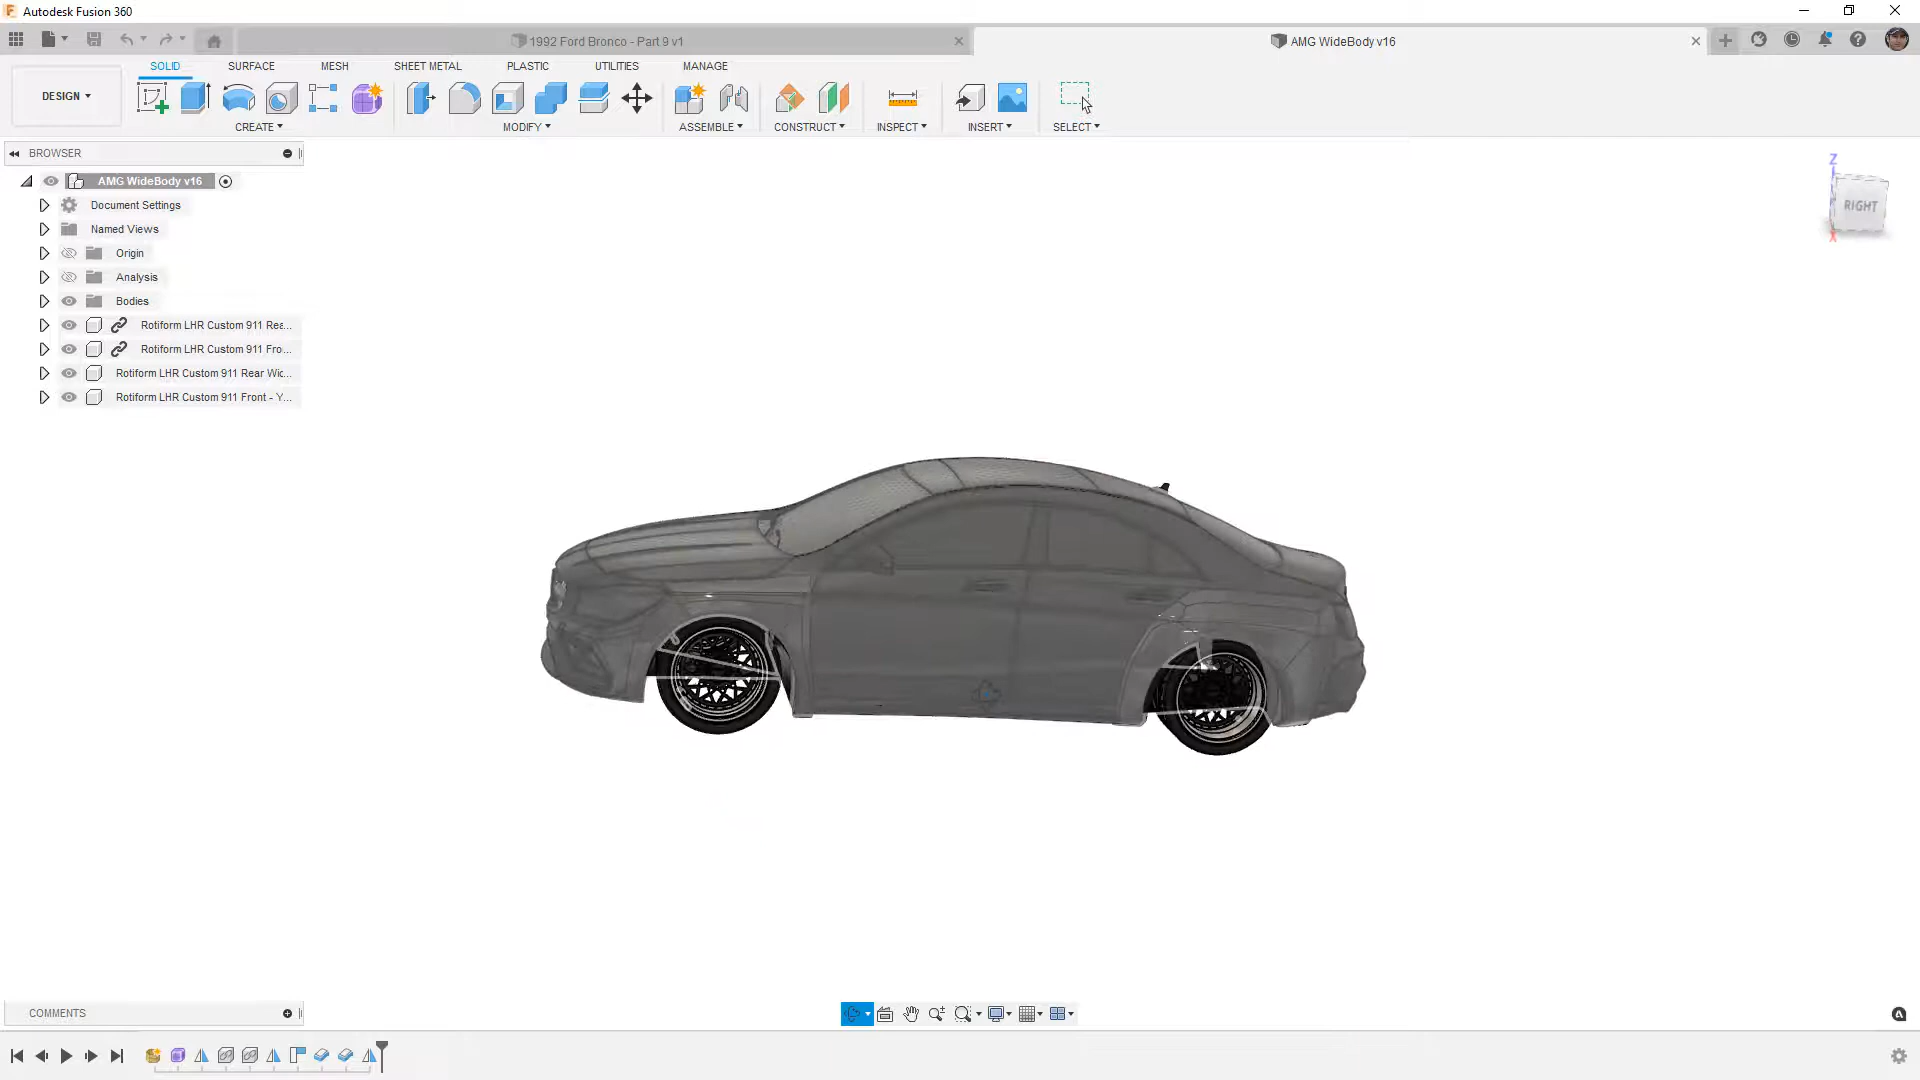 Autodesk Fusion 360
1992 Ford Bronco - Part 9 v1
AMG WideBody v16
SOLID
SURFACE
MESH
SHEET METAL
PLASTIC
UTILITIES
MANAGE
DESIGN
CREATE
MODIFY
ASSEMBLE
CONSTRUCT
INSPECT
INSERT
SELECT
BROWSER
AMG WideBody v16
Document Settings
Named Views
Origin
Analysis
Bodies
Rotiform LHR Custom 911 Rea...
Rotiform LHR Custom 911 Fro...
Rotiform LHR Custom 911 Rear Wid...
Rotiform LHR Custom 911 Front - Y...
Z
RIGHT
X
COMMENTS